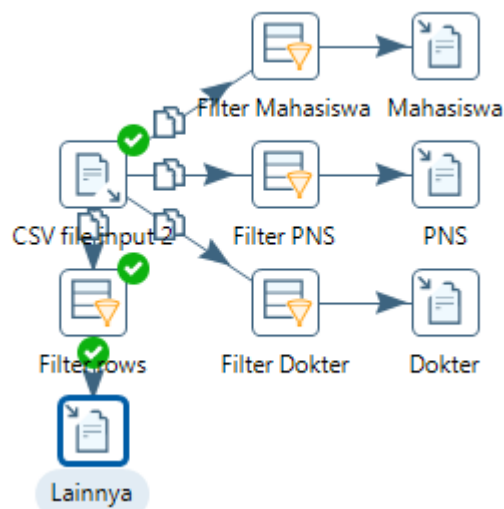 Filter Mahasiswa
Mahasiswa
CSV file input 2
Filter PNS
PNS
Filter rows
Filter Dokter
Dokter
Lainnya